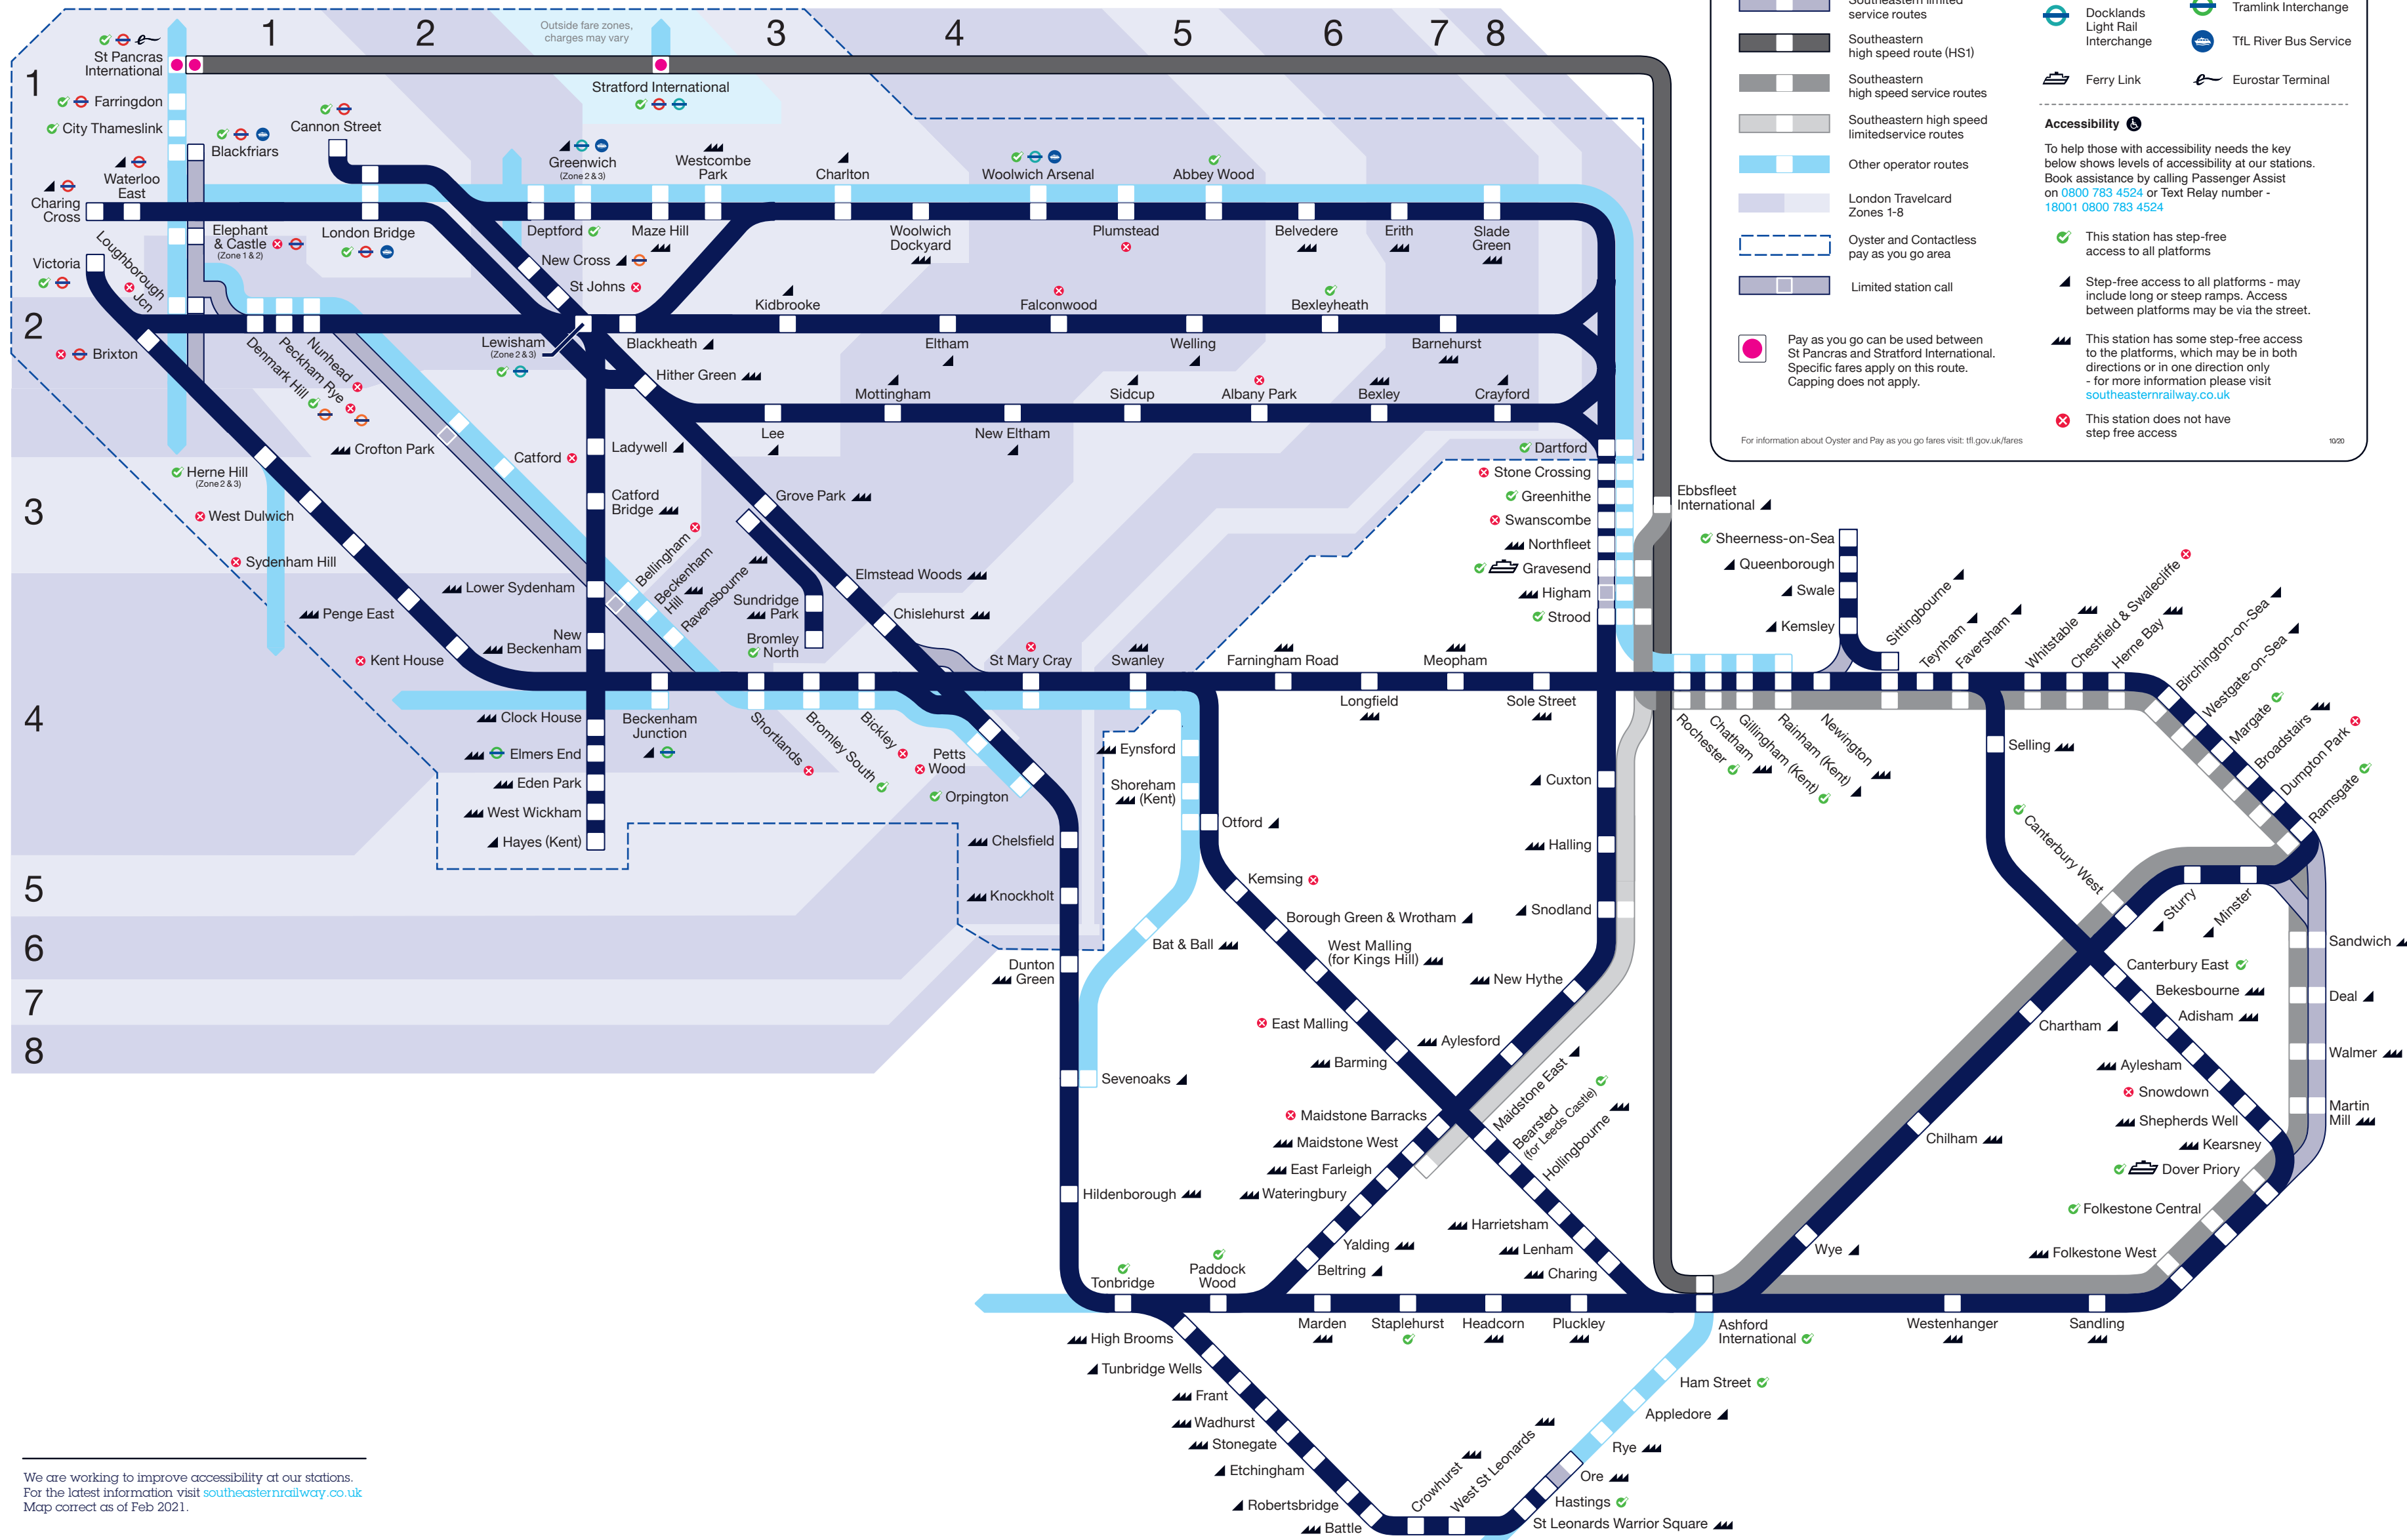 1
2
Outside fare zones,
charges may vary
3
4
5
6
7
8
1
2
3
4
5
6
7
8
St Pancras
International
Farringdon
City Thameslink
Blackfriars
Cannon Street
Waterloo
East
Charing
Cross
Elephant
& Castle
(Zone 1 & 2)
London Bridge
Victoria
Loughborough
Jcn
Brixton
Stratford International
Greenwich
(Zone 2 & 3)
Westcombe
Park
Charlton
Woolwich Arsenal
Abbey Wood
Deptford
Maze Hill
Woolwich
Dockyard
Plumstead
Belvedere
Erith
Slade
Green
New Cross
St Johns
Lewisham
(Zone 2 & 3)
Blackheath
Kidbrooke
Eltham
Falconwood
Welling
Bexleyheath
Barnehurst
Hither Green
Mottingham
Sidcup
Albany Park
Bexley
Crayford
Lee
New Eltham
Denmark Hill
Peckham Rye
Nunhead
Crofton Park
Catford
Ladywell
Catford
Bridge
Herne Hill
(Zone 2 & 3)
West Dulwich
Sydenham Hill
Penge East
Kent House
Lower Sydenham
New
Beckenham
Clock House
Elmers End
Eden Park
West Wickham
Hayes (Kent)
Bellingham
Beckenham
Hill
Ravensbourne
Beckenham
Junction
Shortlands
Bromley South
Bickley
Petts
Wood
Orpington
Grove Park
Sundridge
Park
Bromley
North
Elmstead Woods
Chislehurst
St Mary Cray
Swanley
Farningham Road
Longfield
Meopham
Sole Street
Dartford
Stone Crossing
Greenhithe
Swanscombe
Northfleet
Gravesend
Higham
Strood
Ebbsfleet
International
Sheerness-on-Sea
Queenborough
Swale
Kemsley
Sittingbourne
Teynham
Faversham
Whitstable
Chestfield & Swalecliffe
Herne Bay
Birchington-on-Sea
Westgate-on-Sea
Margate
Broadstairs
Dumpton Park
Ramsgate
Rochester
Chatham
Gillingham (Kent)
Rainham (Kent)
Newington
Selling
Canterbury West
Sturry
Minster
Sandwich
Deal
Walmer
Martin
Mill
Canterbury East
Bekesbourne
Adisham
Aylesham
Snowdown
Shepherds Well
Kearsney
Dover Priory
Folkestone Central
Folkestone West
Chartham
Chilham
Wye
Eynsford
Shoreham
(Kent)
Otford
Bat & Ball
Kemsing
Borough Green & Wrotham
West Malling
(for Kings Hill)
East Malling
Barming
Cuxton
Halling
Snodland
New Hythe
Aylesford
Maidstone East
Bearsted
(for Leeds Castle)
Hollingbourne
Maidstone Barracks
Maidstone West
East Farleigh
Wateringbury
Yalding
Beltring
Harrietsham
Lenham
Charing
Chelsfield
Knockholt
Dunton
Green
Sevenoaks
Hildenborough
Tonbridge
Paddock
Wood
Marden
Staplehurst
Headcorn
Pluckley
Ashford
International
Westenhanger
Sandling
High Brooms
Tunbridge Wells
Frant
Wadhurst
Stonegate
Etchingham
Robertsbridge
Battle
Crowhurst
West St Leonards
St Leonards Warrior Square
Hastings
Ore
Rye
Appledore
Ham Street
Southeastern limited
service routes
Southeastern
high speed route (HS1)
Southeastern
high speed service routes
Southeastern high speed
limitedservice routes
Other operator routes
London Travelcard
Zones 1-8
Oyster and Contactless
pay as you go area
Limited station call
Pay as you go can be used between
St Pancras and Stratford International.
Specific fares apply on this route.
Capping does not apply.
For information about Oyster and Pay as you go fares visit: tfl.gov.uk/fares
Docklands
Light Rail
Interchange
Tramlink Interchange
TfL River Bus Service
Ferry Link
Eurostar Terminal
Accessibility
To help those with accessibility needs the key
below shows levels of accessibility at our stations.
Book assistance by calling Passenger Assist
on 0800 783 4524 or Text Relay number -
18001 0800 783 4524
This station has step-free
access to all platforms
Step-free access to all platforms - may
include long or steep ramps. Access
between platforms may be via the street.
This station has some step-free access
to the platforms, which may be in both
directions or in one direction only
- for more information please visit
southeasternrailway.co.uk
This station does not have
step free access
10/20
We are working to improve accessibility at our stations.
For the latest information visit southeasternrailway.co.uk
Map correct as of Feb 2021.